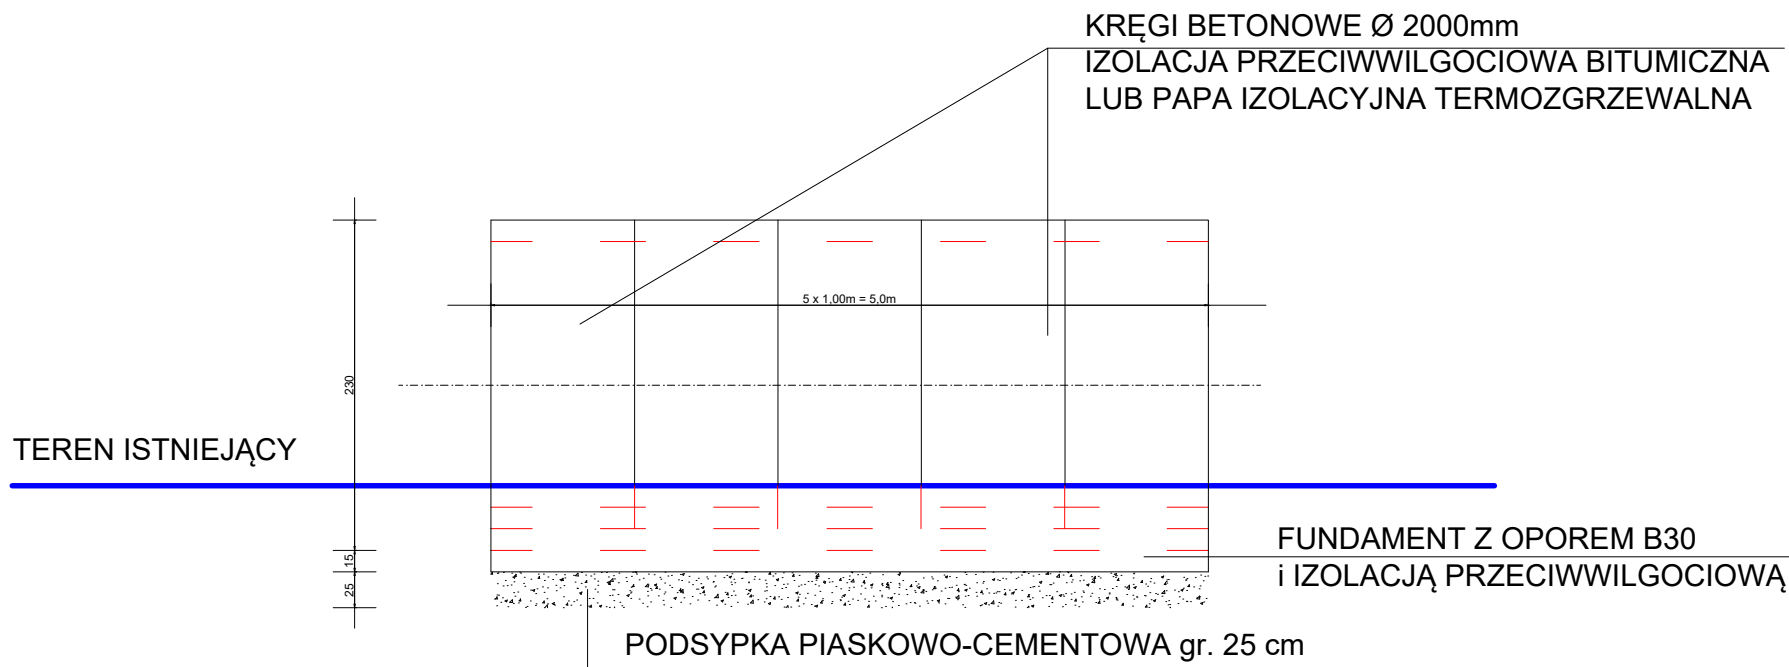 KRĘGI BETONOWE Ø 2000mm
IZOLACJA PRZECIWWILGOCIOWA BITUMICZNA
LUB PAPA IZOLACYJNA TERMOZGRZEWALNA
5 x 1,00m = 5,0m
230
TEREN ISTNIEJĄCY
15
25
FUNDAMENT Z OPOREM B30
i IZOLACJĄ PRZECIWWILGOCIOWĄ
PODSYPKA PIASKOWO-CEMENTOWA gr. 25 cm